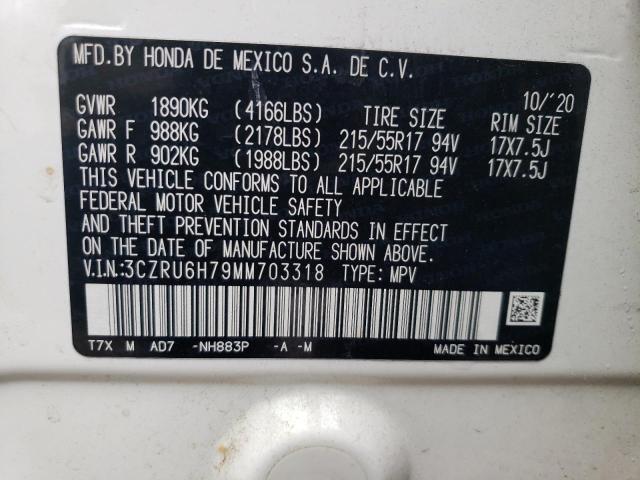 MFD.BY HONDA DE MEXICO S.A. DE C.V.
10/'20
GVWR 1890KG (4166LBS) TIRE SIZE RIM SIZE
GAWR F 988KG (2178LBS) 215/55R17 94V 17X7.5J
GAWR R 902KG (1988LBS) 215/55R17 94V 17X7.5J
THIS VEHICLE CONFORMS TO ALL APPLICABLE
FEDERAL MOTOR VEHICLE SAFETY
AND THEFT PREVENTION STANDARDS IN EFFECT
ON THE DATE OF MANUFACTURE SHOWN ABOVE.
V.I.N:3CZRU6H79MM703318 TYPE: MPV
T7X M AD7 -NH883P -A -M MADE IN MEXICO